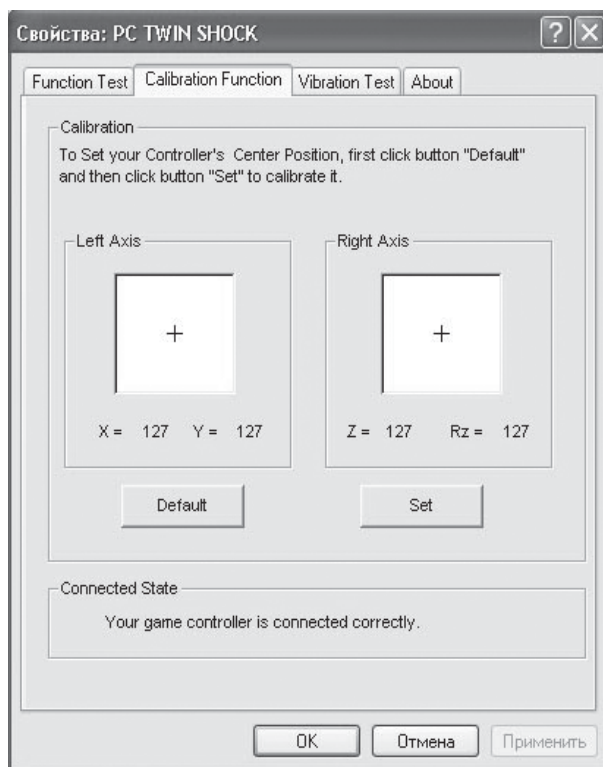 Свойства: PC TWIN SHOCK
Function Test Calibration Function Vibration Test About
Calibration
To Set your Controller's Center Position, first click button "Default"
and then click button "Set" to calibrate it.
Left Axis Right Axis
X = 127 Y = 127 Z = 127 Rz = 127
Default Set
Connected State
Your game controller is connected correctly.
OK Отмена Применить